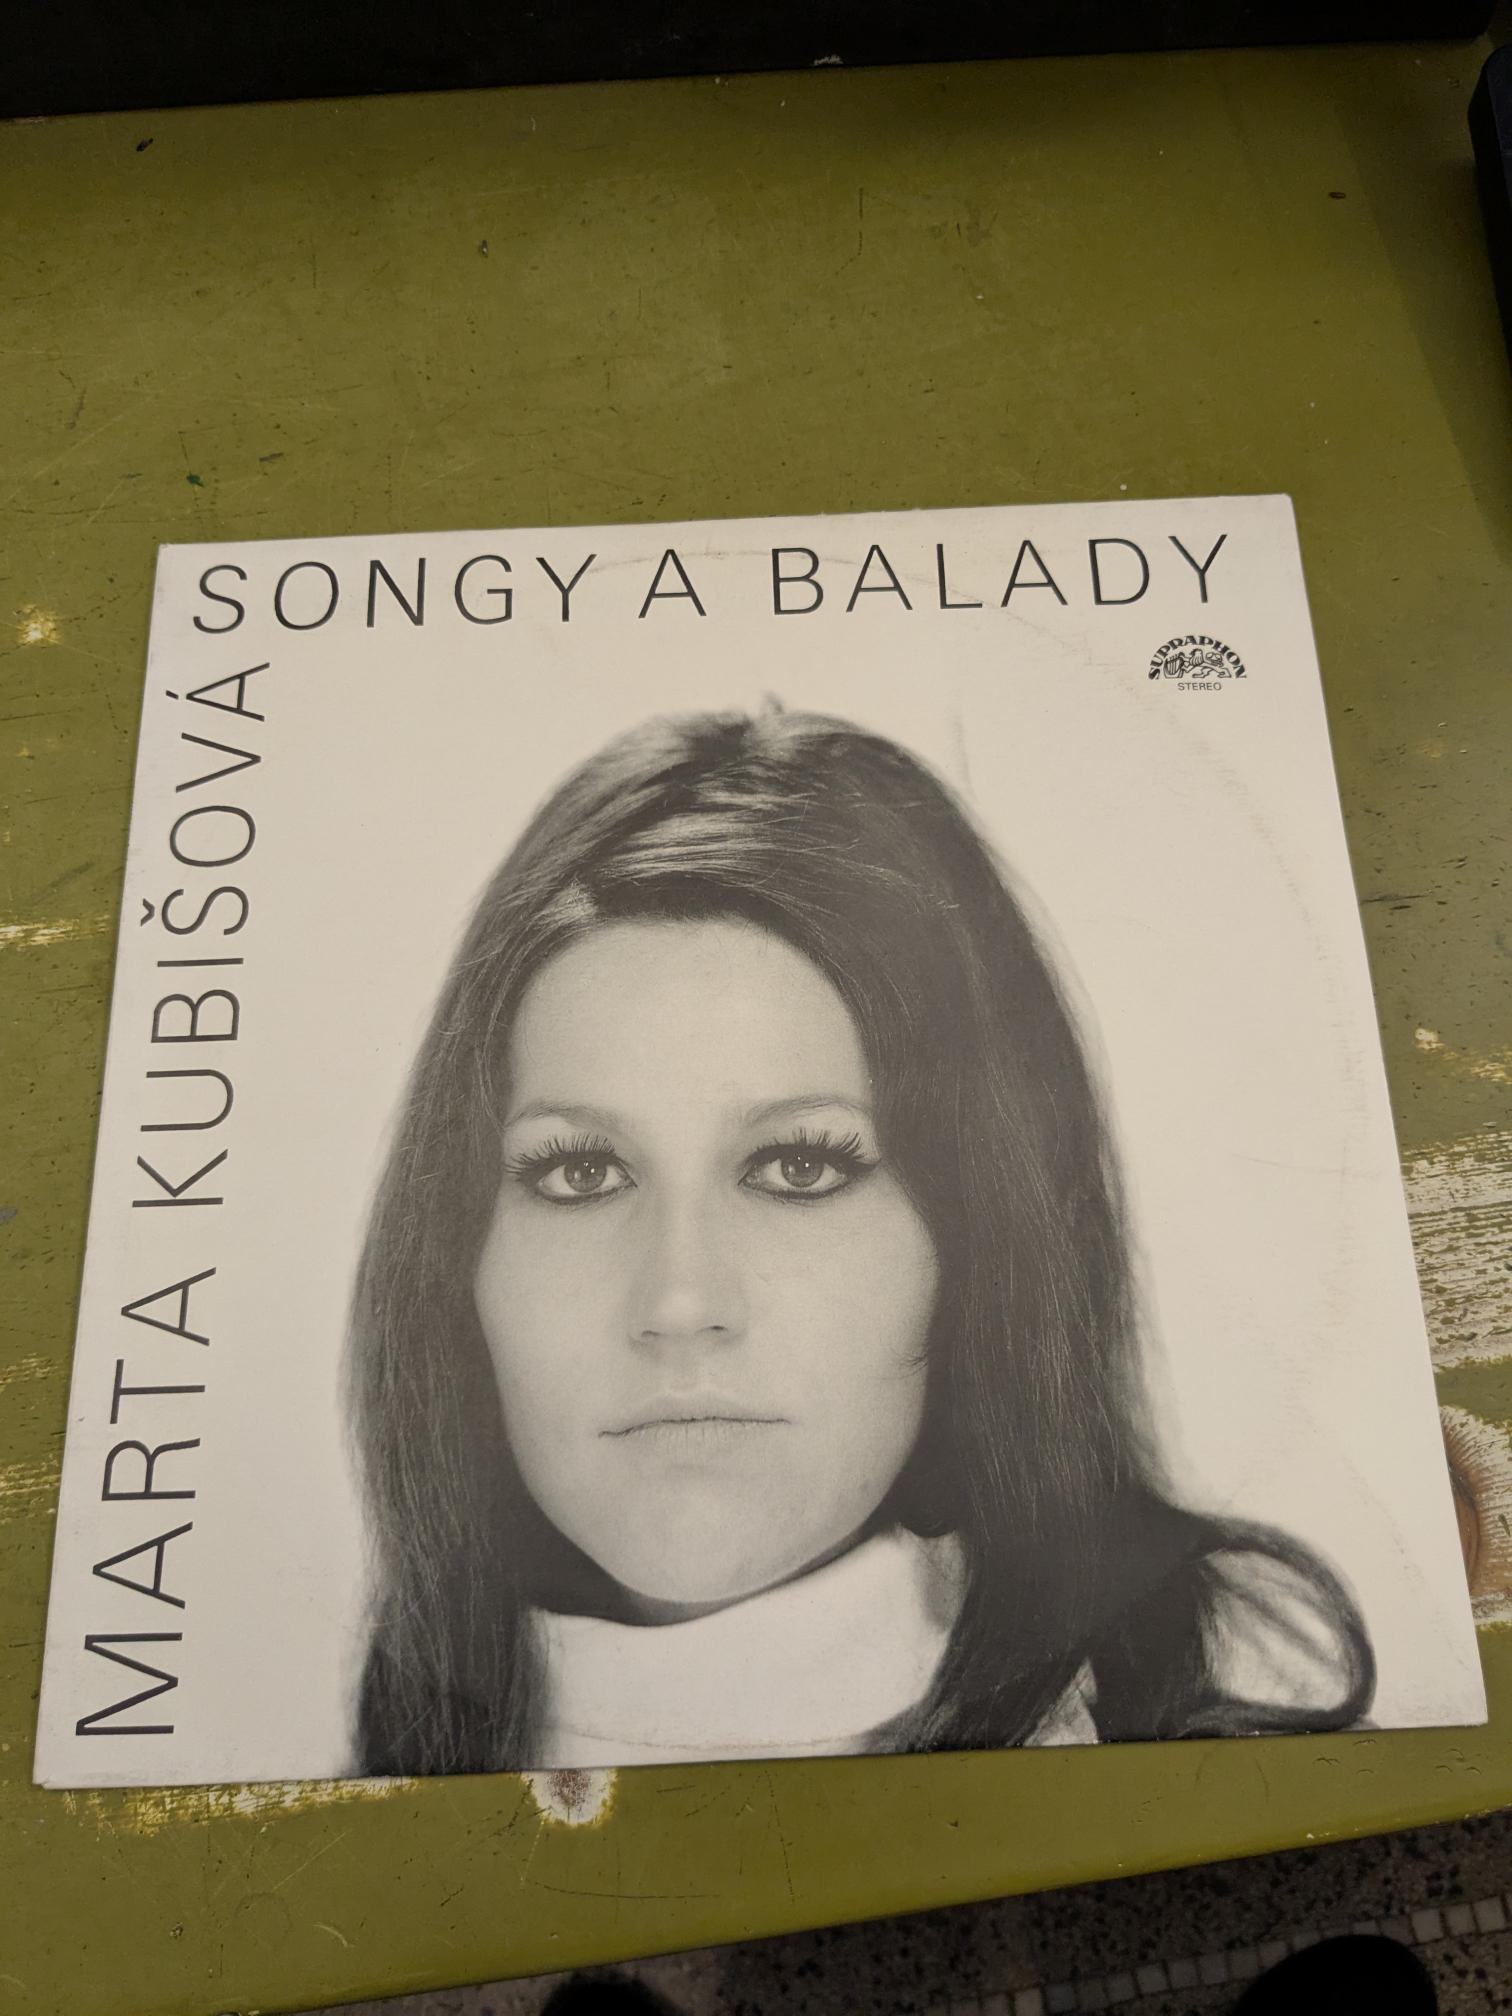 SONGY A BALADY
SUPRAPHON
STEREO
MARTA KUBIŠOVÁ